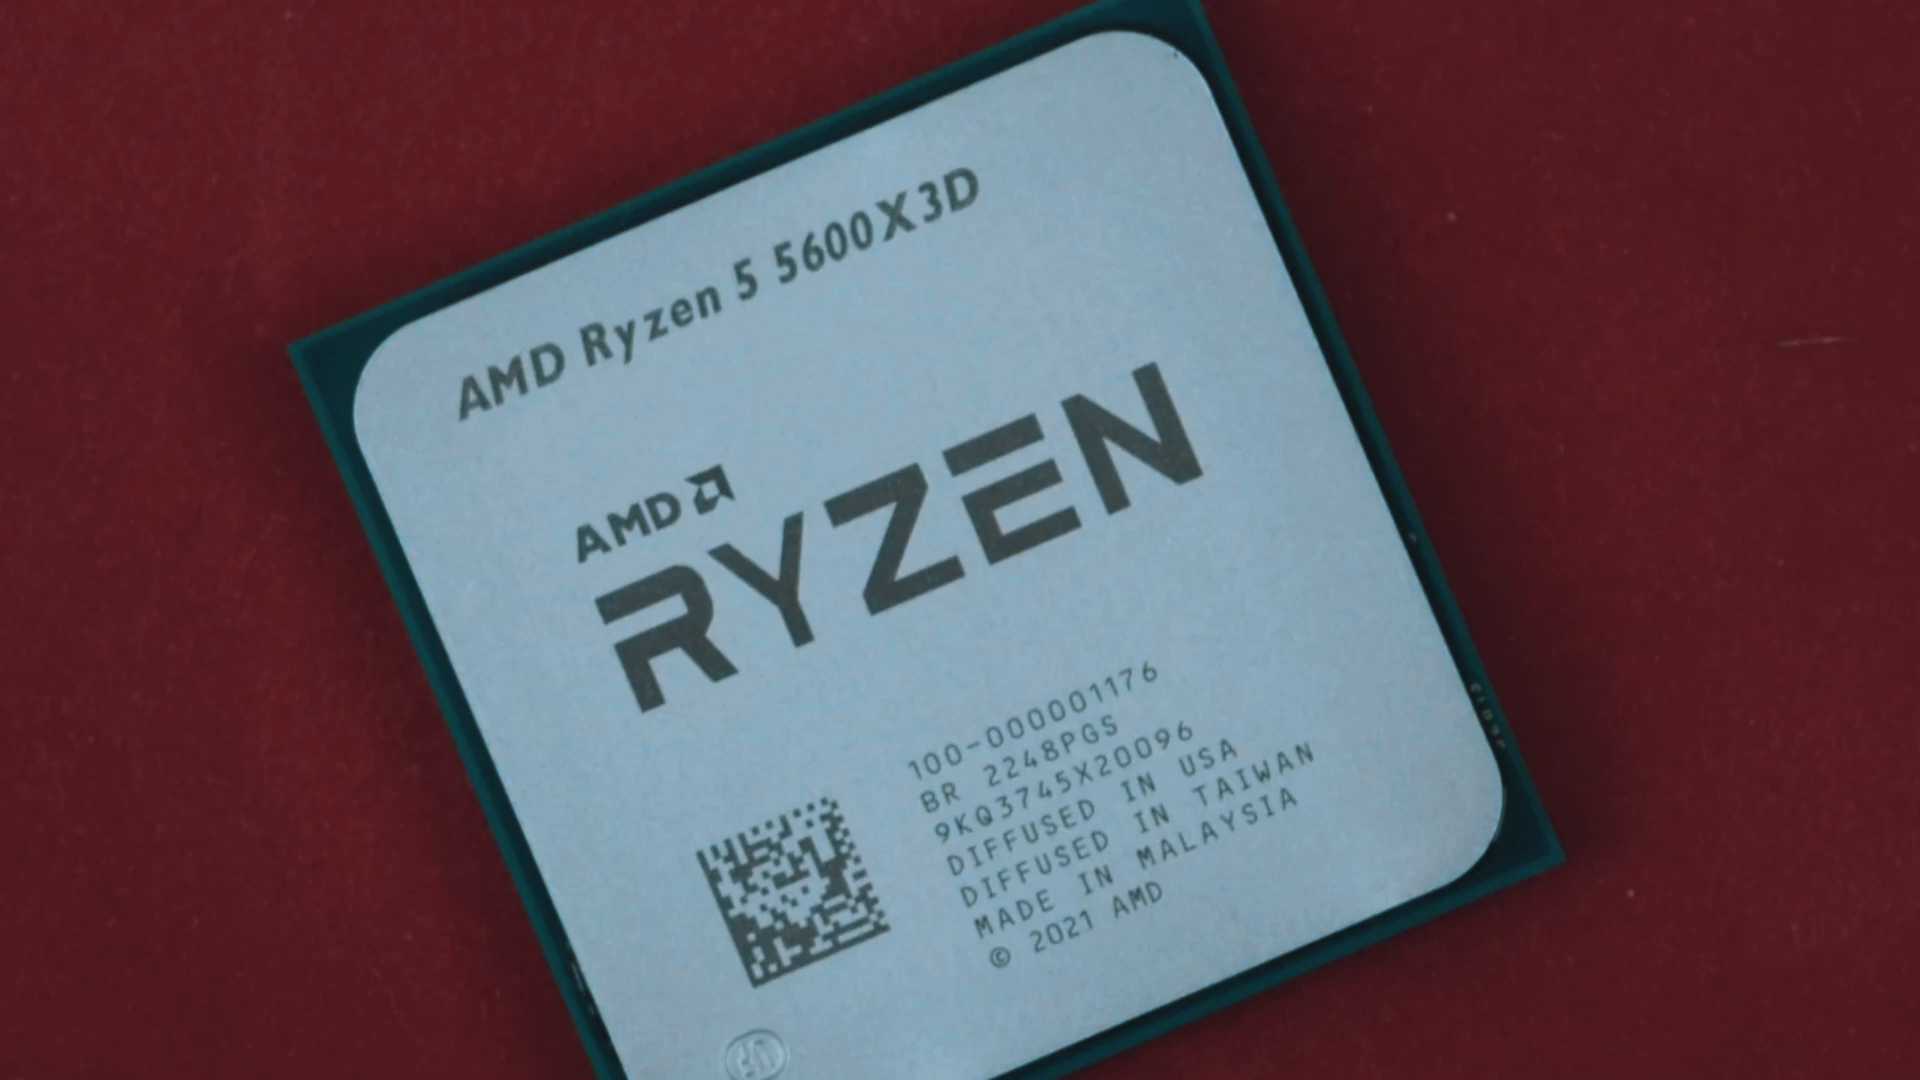 AMD Ryzen 5 5600X3D
AMD
RYZEN
100-000001176
BR 2248PGS
9KQ3745X20096
DIFFUSED IN USA
DIFFUSED IN TAIWAN
MADE IN MALAYSIA
© 2021 AMD